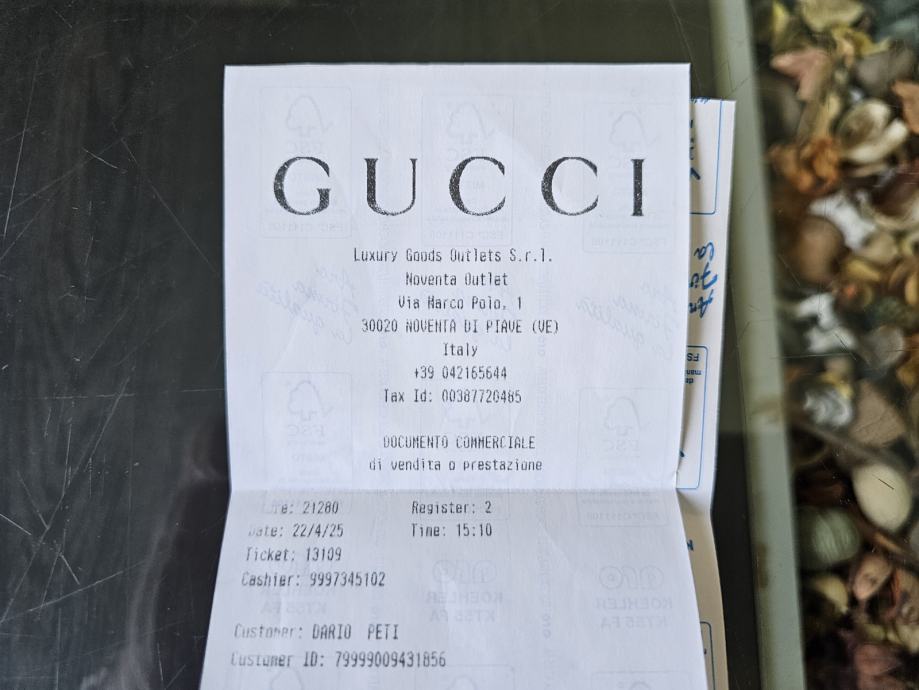 GUCCI
Luxury Goods Outlets S.r.l.
Noventa Outlet
Via Marco Polo, 1
30020 NOVENTA DI PIAVE (VE)
Italy
+39 042165644
Tax Id: 00387720485
DOCUMENTO COMMERCIALE
di vendita o prestazione
21280 Register: 2
Date: 22/4/25 Time: 15:10
Ticket: 13109
Cashier: 9997345102
Customer: DARIO PETI
Customer ID: 79999009431856